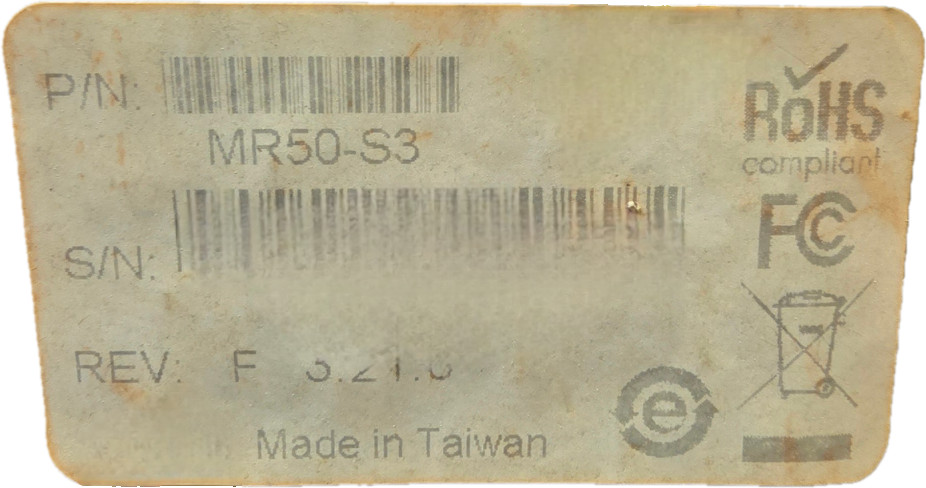 P/N:
MR50-S3
S/N:
REV: F
Made in Taiwan
RoHS
compliant
FC
e